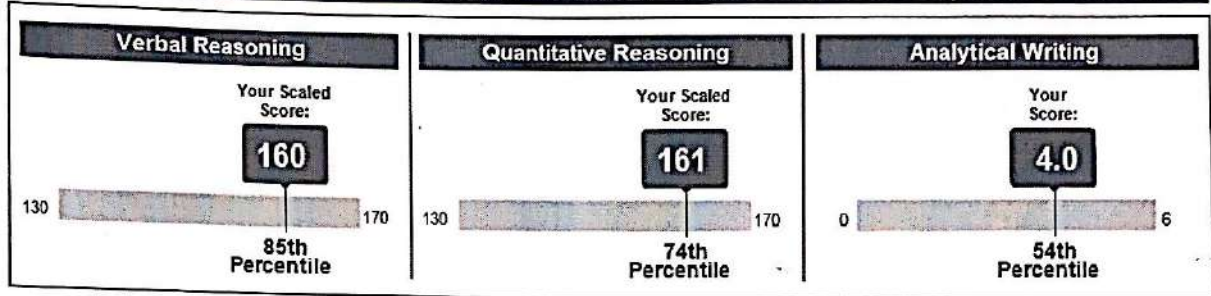 Verbal Reasoning
Your Scaled
Score:
160
130
170
85th
Percentile
Quantitative Reasoning
Your Scaled
Score:
161
130
170
74th
Percentile
Analytical Writing
Your
Score:
4.0
0
6
54th
Percentile